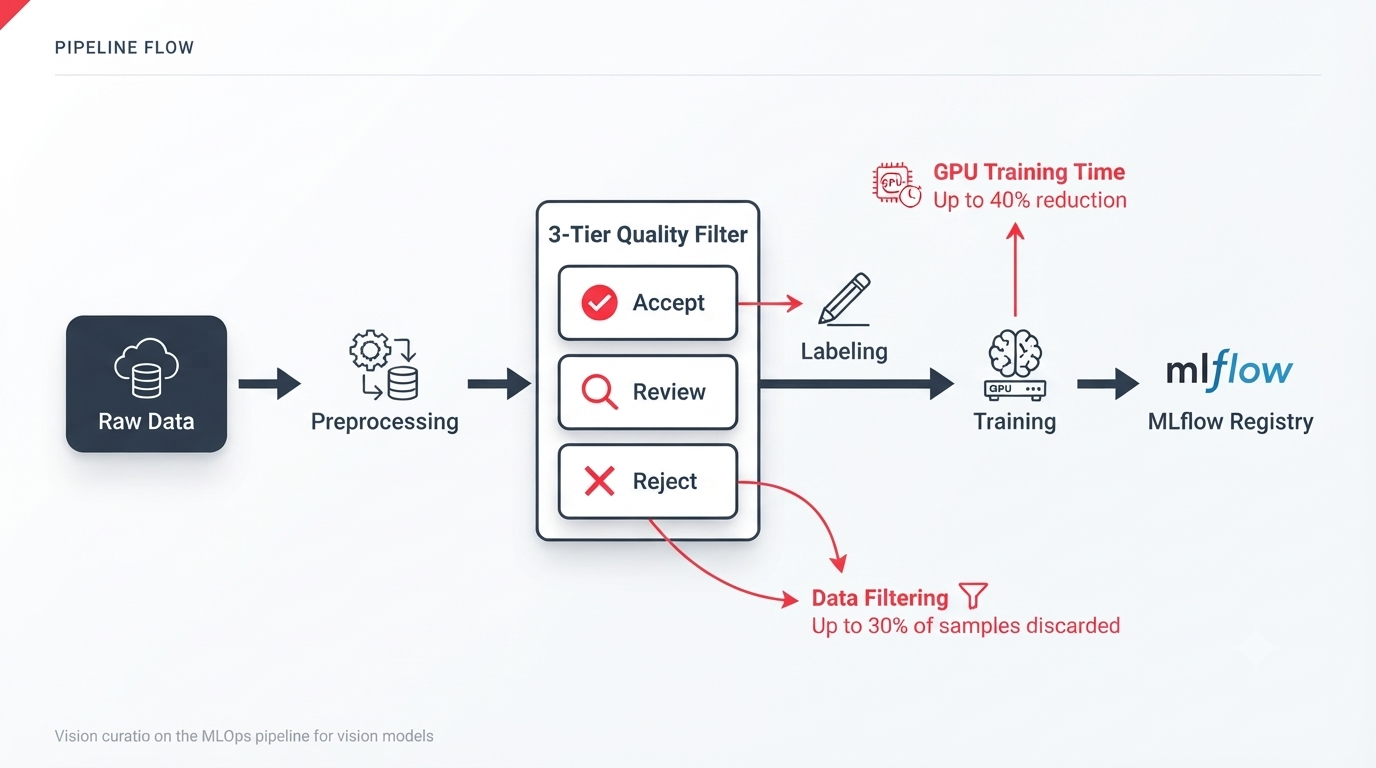 PIPELINE FLOW
GPU
GPU Training Time
Up to 40% reduction
3-Tier Quality Filter
Accept
Review
Reject
Labeling
Raw Data
Preprocessing
GPU
Training
mlflow
MLflow Registry
Data Filtering
Up to 30% of samples discarded
Vision curatio on the MLOps pipeline for vision models